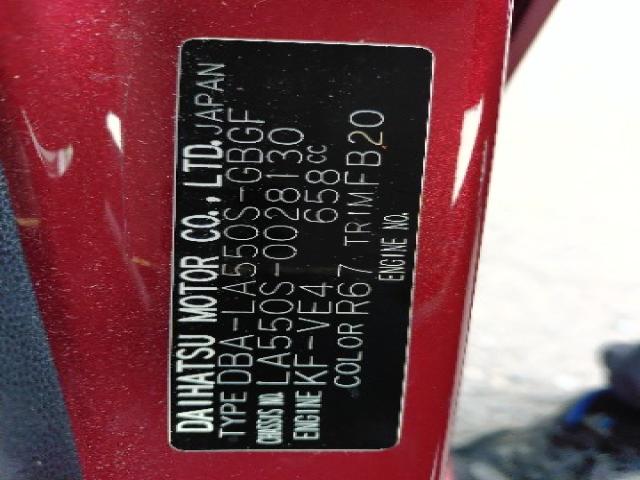 DAIHATSU MOTOR CO., LTD. JAPAN
TYPE DBA-LA550S-GBGF
CHASSIS NO. LA550S-0028130
ENGINE KF-VE4 658cc
COLOR R67 TRIM FB20
ENGINE NO.